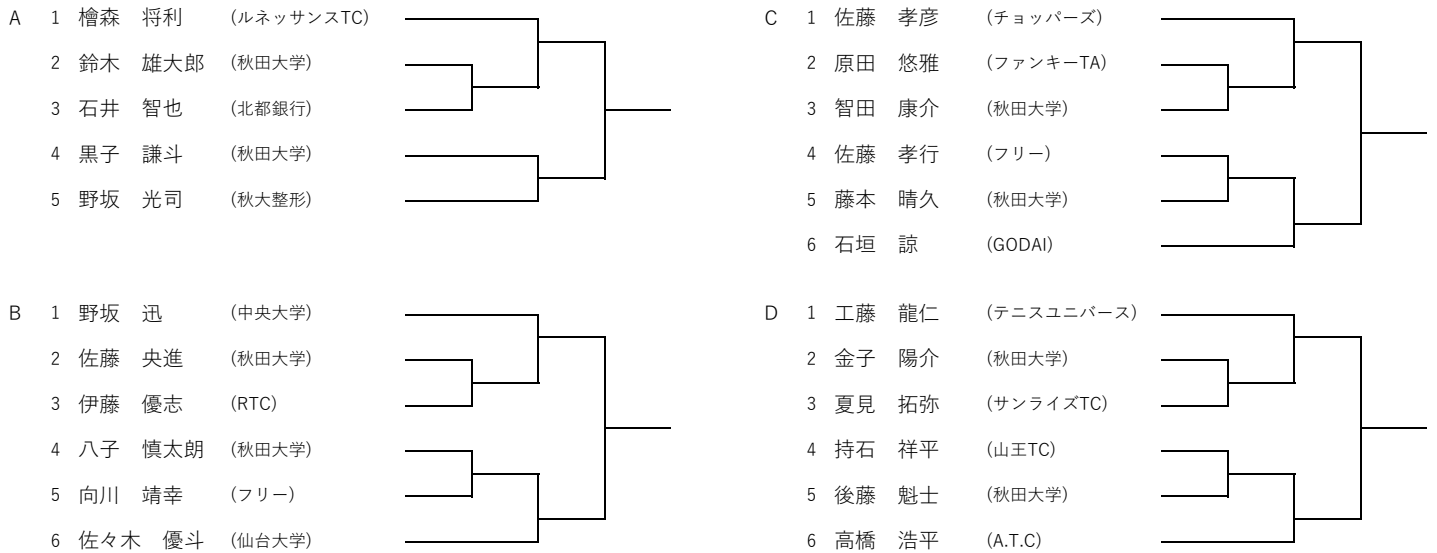 A 1 檜森 将利 (ルネッサンスTC)
2 鈴木 雄大郎 (秋田大学)
3 石井 智也 (北都銀行)
4 黒子 謙斗 (秋田大学)
5 野坂 光司 (秋大整形)
B 1 野坂 迅 (中央大学)
2 佐藤 央進 (秋田大学)
3 伊藤 優志 (RTC)
4 八子 慎太朗 (秋田大学)
5 向川 靖幸 (フリー)
6 佐々木 優斗 (仙台大学)
C 1 佐藤 孝彦 (チョッパーズ)
2 原田 悠雅 (ファンキーTA)
3 智田 康介 (秋田大学)
4 佐藤 孝行 (フリー)
5 藤本 晴久 (秋田大学)
6 石垣 諒 (GODAI)
D 1 工藤 龍仁 (テニスユニバース)
2 金子 陽介 (秋田大学)
3 夏見 拓弥 (サンライズTC)
4 持石 祥平 (山王TC)
5 後藤 魁士 (秋田大学)
6 高橋 浩平 (A.T.C)